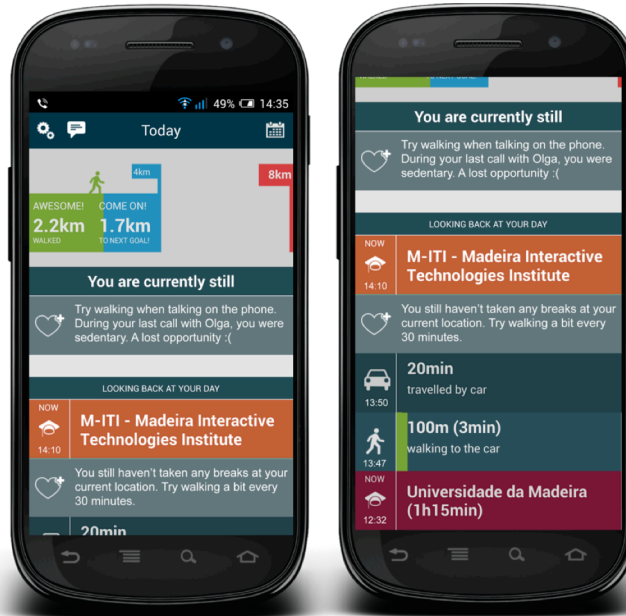 49% 14:35
Today
4km
8km
AWESOME! COME ON!
2.2km 1.7km
WALKED TO NEXT GOAL!
You are currently still
Try walking when talking on the phone.
During your last call with Olga, you were
sedentary. A lost opportunity :(
LOOKING BACK AT YOUR DAY
NOW
14:10
M-ITI - Madeira Interactive
Technologies Institute
You still haven't taken any breaks at your
current location. Try walking a bit every
30 minutes.
20min
You are currently still
Try walking when talking on the phone.
During your last call with Olga, you were
sedentary. A lost opportunity :(
LOOKING BACK AT YOUR DAY
NOW
14:10
M-ITI - Madeira Interactive
Technologies Institute
You still haven't taken any breaks at your
current location. Try walking a bit every
30 minutes.
13:50
20min
travelled by car
13:47
100m (3min)
walking to the car
NOW
12:32
Universidade da Madeira
(1h15min)